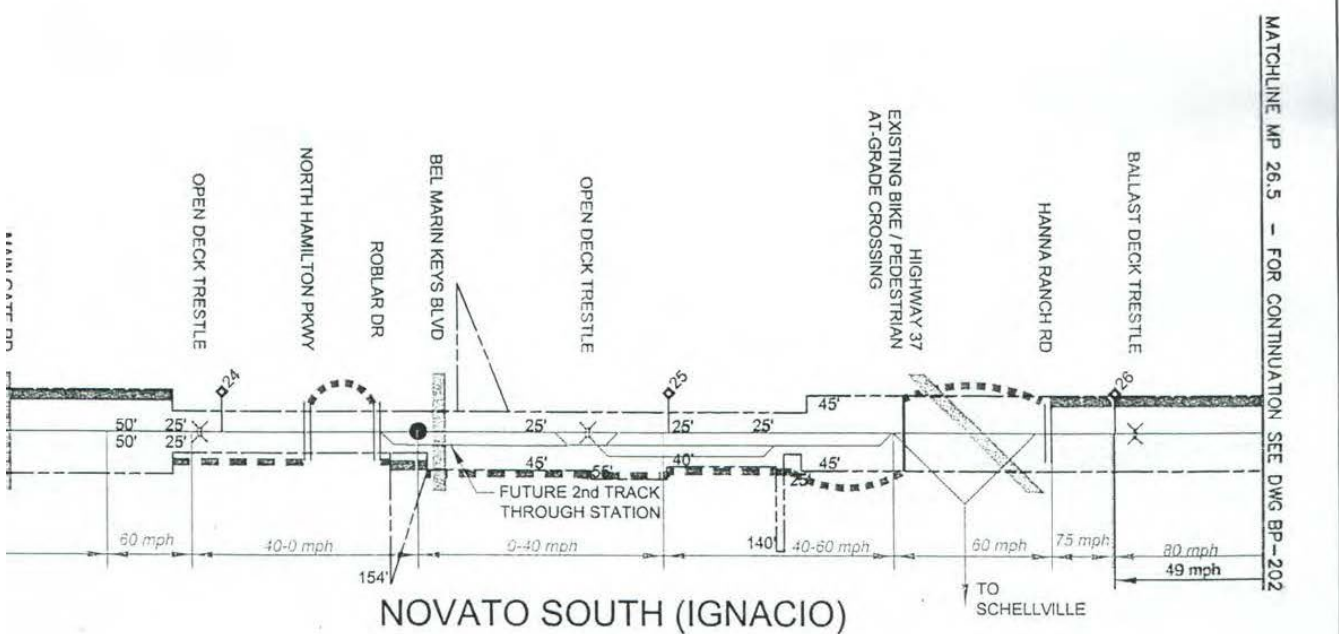 MATCHLINE MP 26.5 - FOR CONTINUATION SEE DWG BP-202
OPEN DECK TRESTLE
NORTH HAMILTON PKWY
ROBLAR DR
BEL MARIN KEYS BLVD
OPEN DECK TRESTLE
EXISTING BIKE / PEDESTRIAN
AT-GRADE CROSSING
HIGHWAY 37
HANNA RANCH RD
BALLAST DECK TRESTLE
24
25
26
45'
50' 25'
25'
25' 25'
50' 25'
45'
40'
45'
25'
FUTURE 2nd TRACK
THROUGH STATION
60 mph
40-0 mph
0-40 mph
140'
40-60 mph
60 mph
75 mph
80 mph
49 mph
154'
TO
SCHELLVILLE
NOVATO SOUTH (IGNACIO)